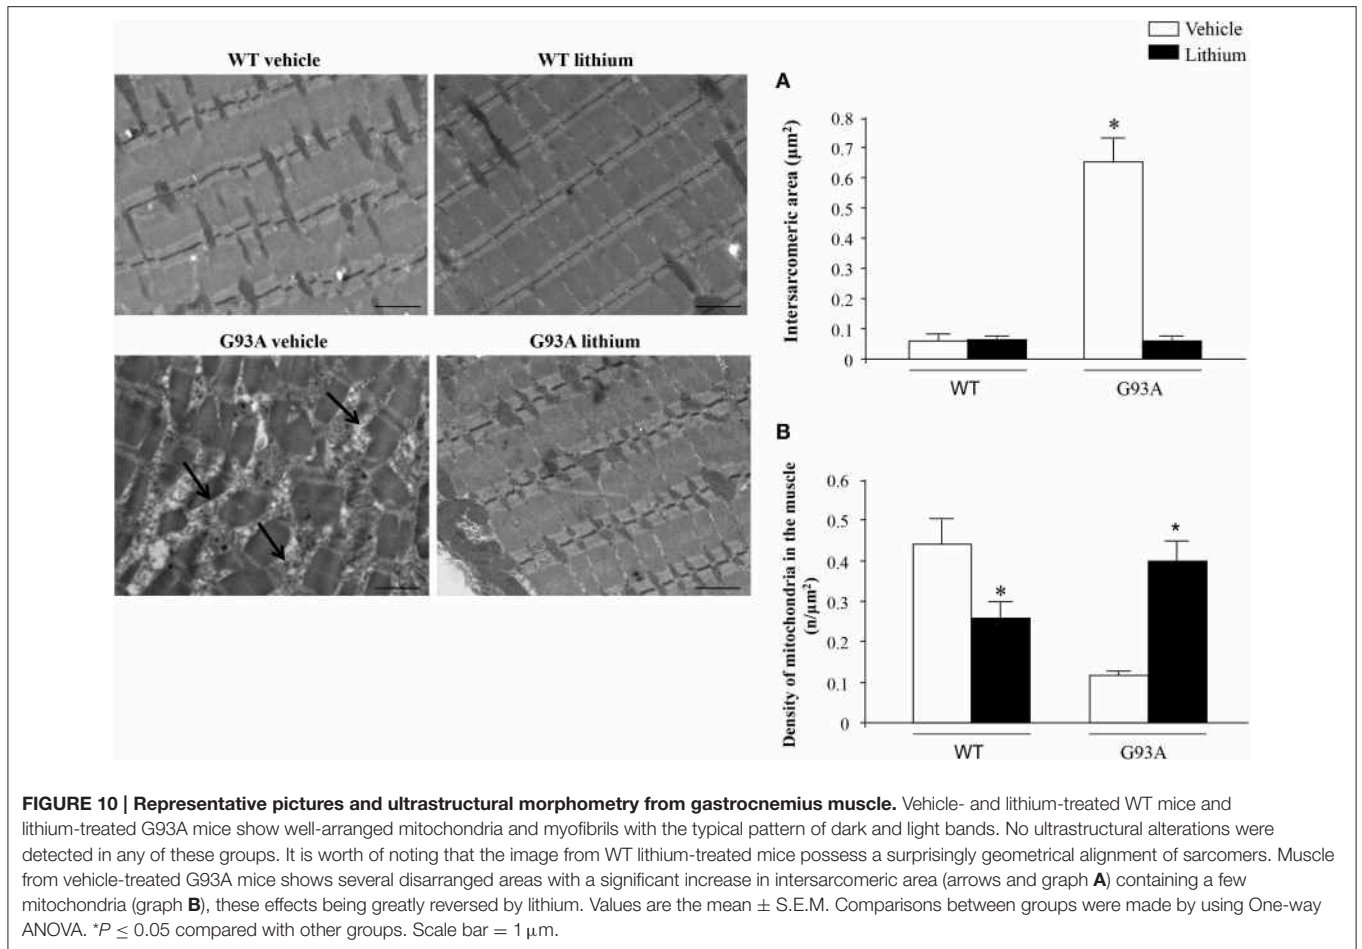 Vehicle
Lithium
WT vehicle
WT lithium
G93A vehicle
G93A lithium
A
Intersarcomeric area (µm²)
0.8
0.7
0.6
0.5
0.4
0.3
0.2
0.1
0
*
WT
G93A
B
Density of mitochondria in the muscle
(n/µm²)
0.6
0.5
0.4
0.3
0.2
0.1
0
*
*
WT
G93A
FIGURE 10 | Representative pictures and ultrastructural morphometry from gastrocnemius muscle. Vehicle- and lithium-treated WT mice and
lithium-treated G93A mice show well-arranged mitochondria and myofibrils with the typical pattern of dark and light bands. No ultrastructural alterations were
detected in any of these groups. It is worth of noting that the image from WT lithium-treated mice possess a surprisingly geometrical alignment of sarcomers. Muscle
from vehicle-treated G93A mice shows several disarranged areas with a significant increase in intersarcomeric area (arrows and graph A) containing a few
mitochondria (graph B), these effects being greatly reversed by lithium. Values are the mean ± S.E.M. Comparisons between groups were made by using One-way
ANOVA. *P ≤ 0.05 compared with other groups. Scale bar = 1 µm.